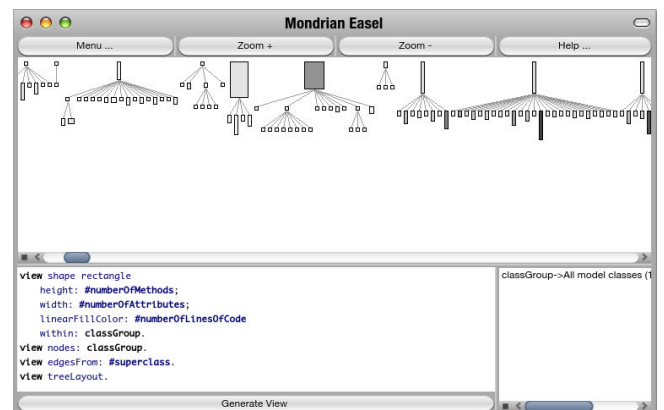 Mondrian Easel
Menu ... Zoom + Zoom - Help ...
view shape rectangle
height: #numberOfMethods;
width: #numberOfAttributes;
linearFillColor: #numberOfLinesOfCode
within: classGroup.
view nodes: classGroup.
view edgesFrom: #superclass.
view treeLayout.
classGroup->All model classes (1
Generate View